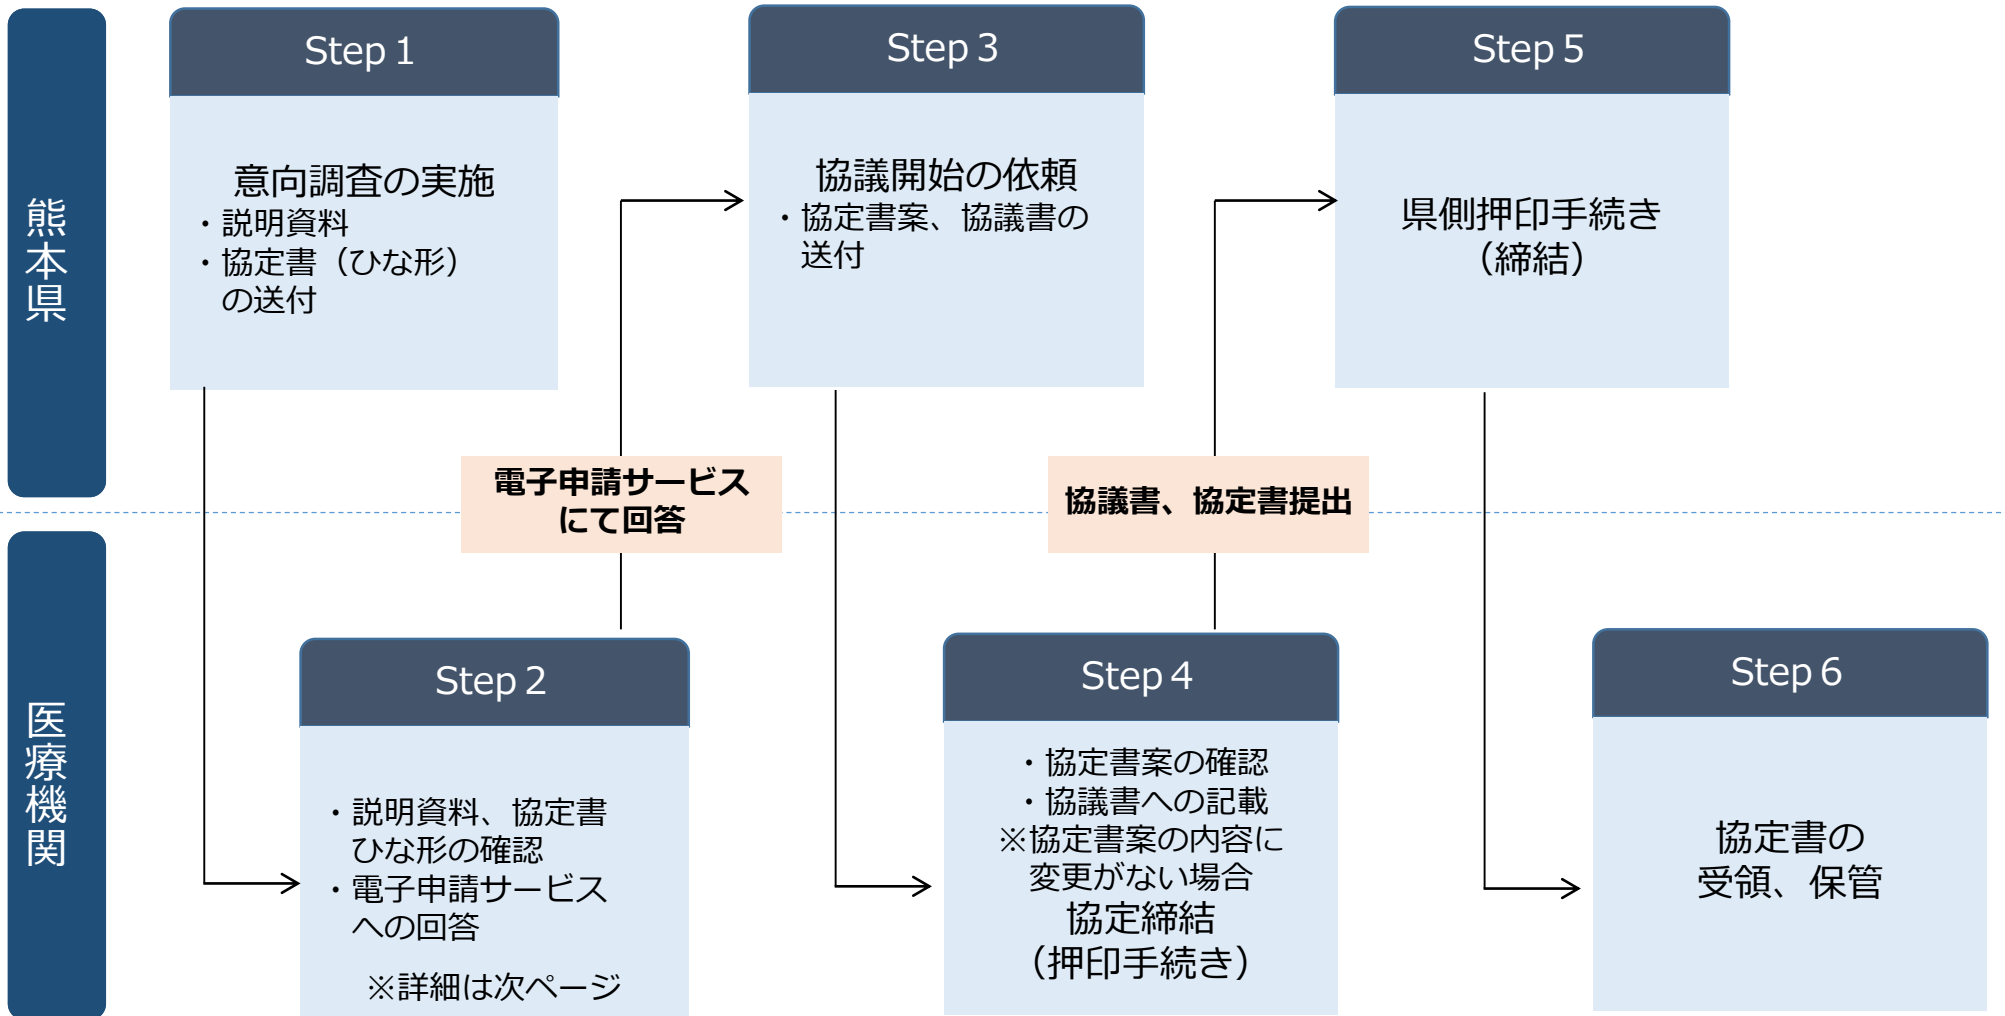 熊本県
Step 1
意向調査の実施
・説明資料
・協定書（ひな形）
の送付
Step 3
協議開始の依頼
・協定書案、協議書の
送付
Step 5
県側押印手続き
（締結）
電子申請サービス
にて回答
協議書、協定書提出
医療機関
Step 2
・説明資料、協定書
ひな形の確認
・電子申請サービス
への回答
※詳細は次ページ
Step 4
・協定書案の確認
・協議書への記載
※協定書案の内容に
変更がない場合
協定締結
（押印手続き）
Step 6
協定書の
受領、保管